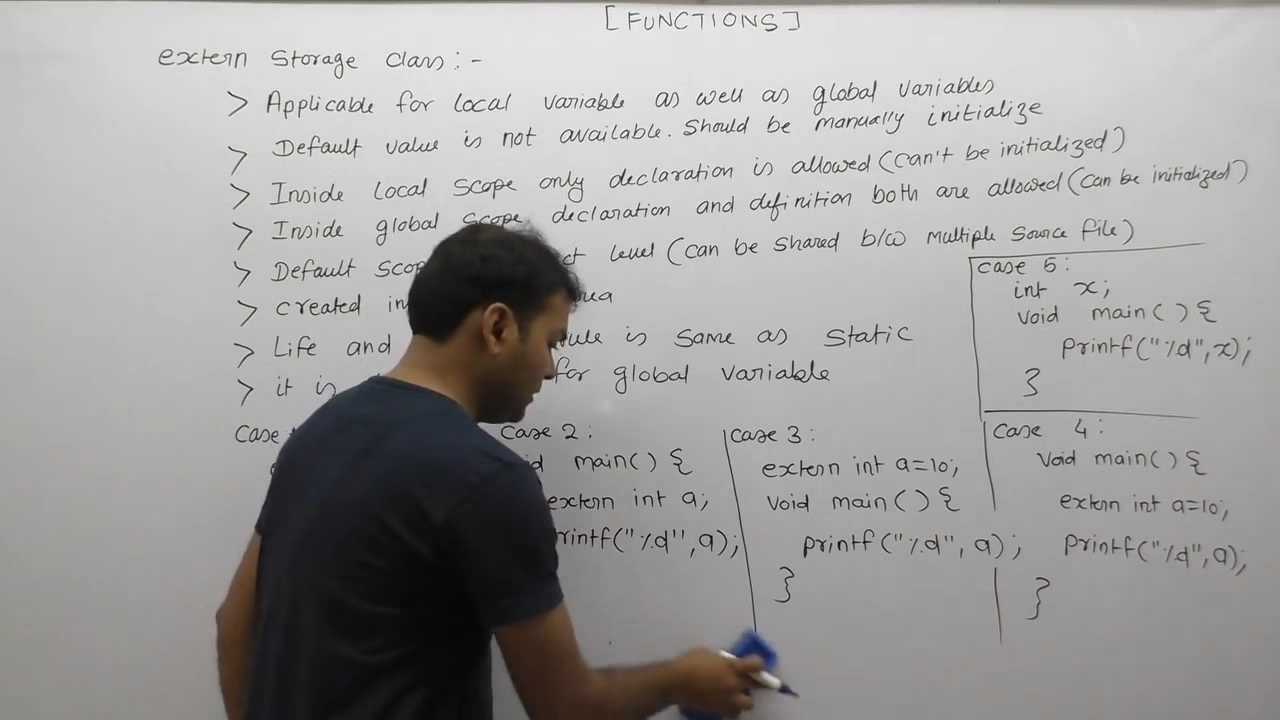 [FUNCTIONS]
extern Storage class:-
> Applicable for local variable as well as global variables
> Default value is not available. Should be manually initialize
> Inside local scope only declaration is allowed (can't be initialized)
> Inside global scope declaration and definition both are allowed (can be initialized)
> Default level (can be shared b/w multiple source file)
> created in
> Life and rule is same as static
> it is for global variable
case
case 2:
main() {
extern int a;
printf("%d",a);
case 3:
extern int a=10;
void main() {
printf("%d", a);
}
case 5:
int x;
void main() {
printf("%d",x);
}
case 4:
void main() {
extern int a=10;
printf("%d",a);
}